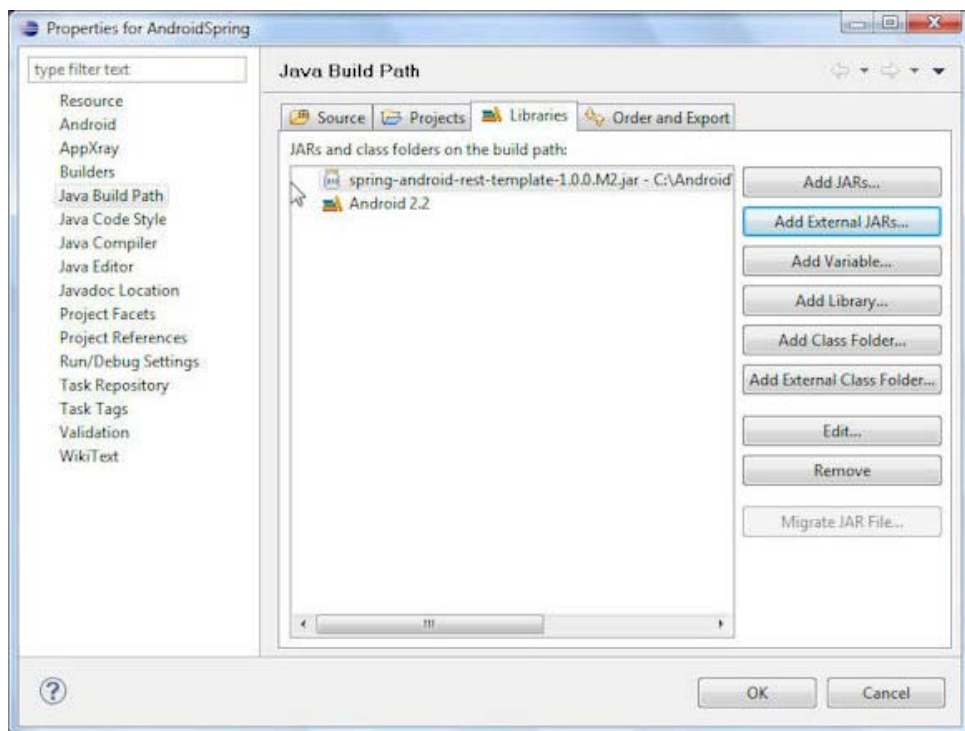 Properties for AndroidSpring
type filter text
Resource
Android
AppXray
Builders
Java Build Path
Java Code Style
Java Compiler
Java Editor
Javadoc Location
Project Facets
Project References
Run/Debug Settings
Task Repository
Task Tags
Validation
WikiText
Java Build Path
Source Projects Libraries Order and Export
JARs and class folders on the build path:
spring-android-rest-template-1.0.0.M2.jar - C:\Android
Android 2.2
Add JARs...
Add External JARs...
Add Variable...
Add Library...
Add Class Folder...
Add External Class Folder...
Edit...
Remove
Migrate JAR File...
?
OK Cancel